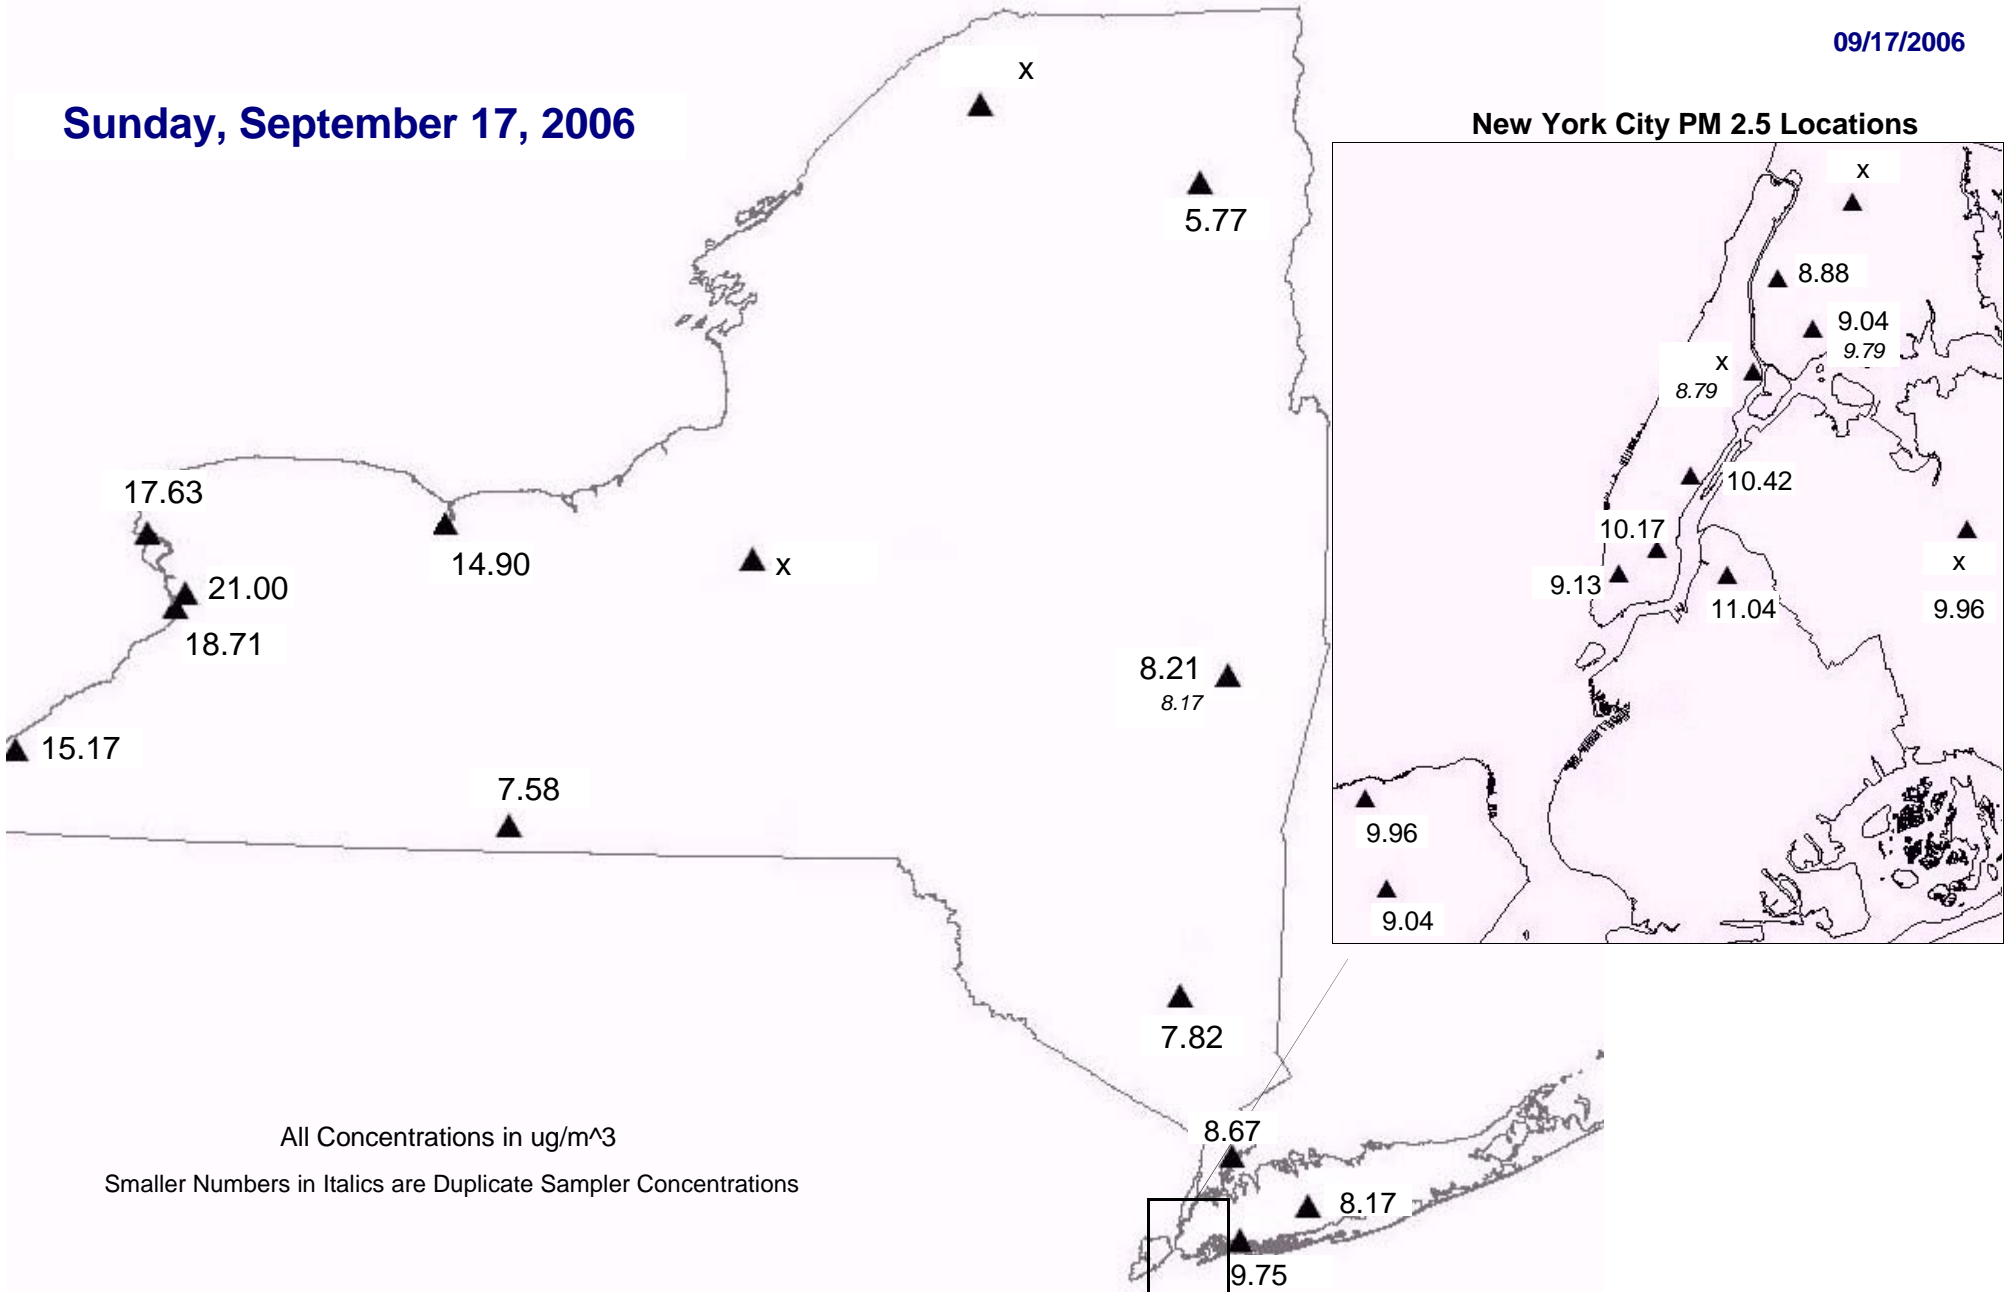 09/17/2006
Sunday, September 17, 2006
x
5.77
17.63
14.90
x
21.00
18.71
8.21
8.17
15.17
7.58
7.82
8.67
8.17
9.75
All Concentrations in ug/m^3
Smaller Numbers in Italics are Duplicate Sampler Concentrations
New York City PM 2.5 Locations
x
8.88
9.04
9.79
x
8.79
10.42
10.17
9.13
11.04
x
9.96
9.96
9.04